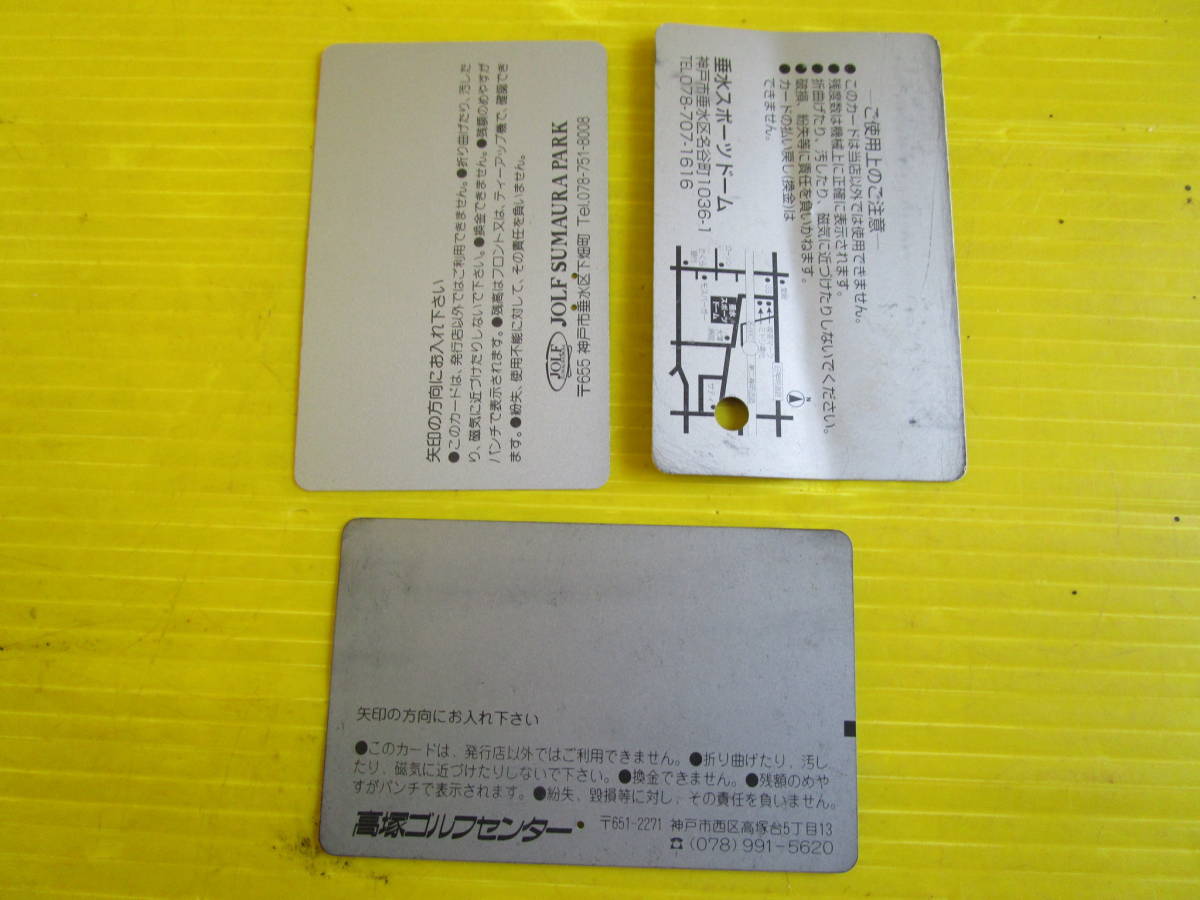 矢印の方向にお入れ下さい
●このカードは、発行店以外ではご利用できません。●折り曲げたり、汚した
り、磁気に近づけたりしないで下さい。●換金できません。●残額のめやすが
パンチで表示されます。●残高はフロント又は、ティーアップ機で、確認でき
ます。●紛失、使用不能に対して、その責任を負いません。
JOLF JOLF SUMAURA PARK
〒655 神戸市垂水区下畑町 Tel.078-751-8008
ご使用上のご注意
●このカードは当店以外では使用できません。
●残度数は機械上に正確に表示されます。
●折曲げたり、汚したり、磁気に近づけたりしないでください。
●破損、紛失等に責任を負いかねます。
●カードの払い戻し(換金)は
できません。
垂水スポーツドーム
神戸市垂水区名谷町1036-1
TEL.078-707-1616
垂水
スポーツ
ドーム
N
矢印の方向にお入れ下さい
●このカードは、発行店以外ではご利用できません。●折り曲げたり、汚し
たり、磁気に近づけたりしないで下さい。●換金できません。●残額のめや
すがパンチで表示されます。●紛失、毀損等に対し、その責任を負いません。
高塚ゴルフセンター 〒651-2271 神戸市西区高塚台5丁目13
☎(078)991-5620